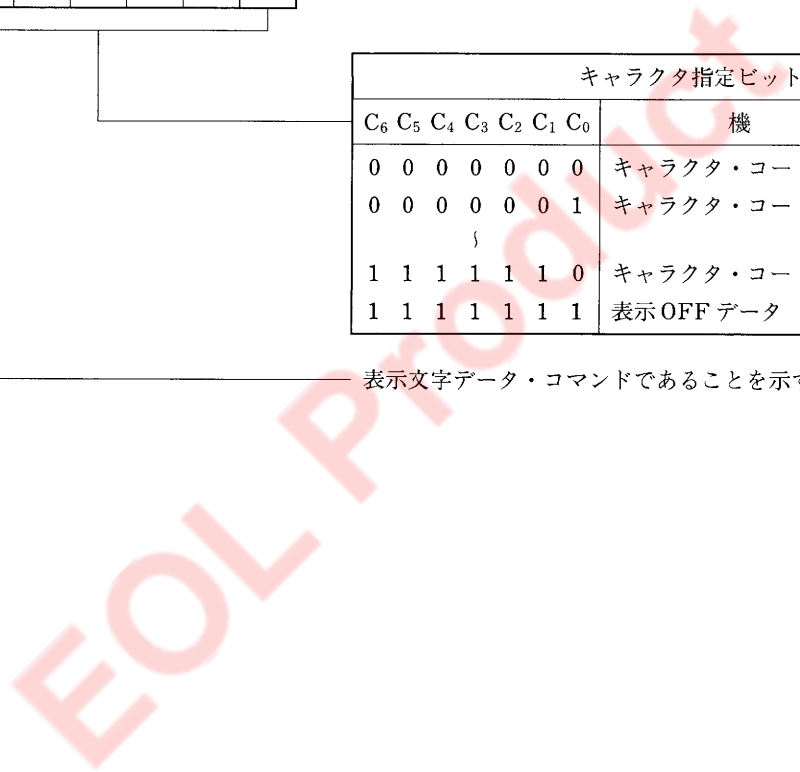 キャラクタ指定ビット
C₆ C₅ C₄ C₃ C₂ C₁ C₀ 機
0 0 0 0 0 0 0 キャラクタ・コー
0 0 0 0 0 0 1 キャラクタ・コー
〜
1 1 1 1 1 1 0 キャラクタ・コー
1 1 1 1 1 1 1 表示OFFデータ
表示文字データ・コマンドであることを示す
EOL Product